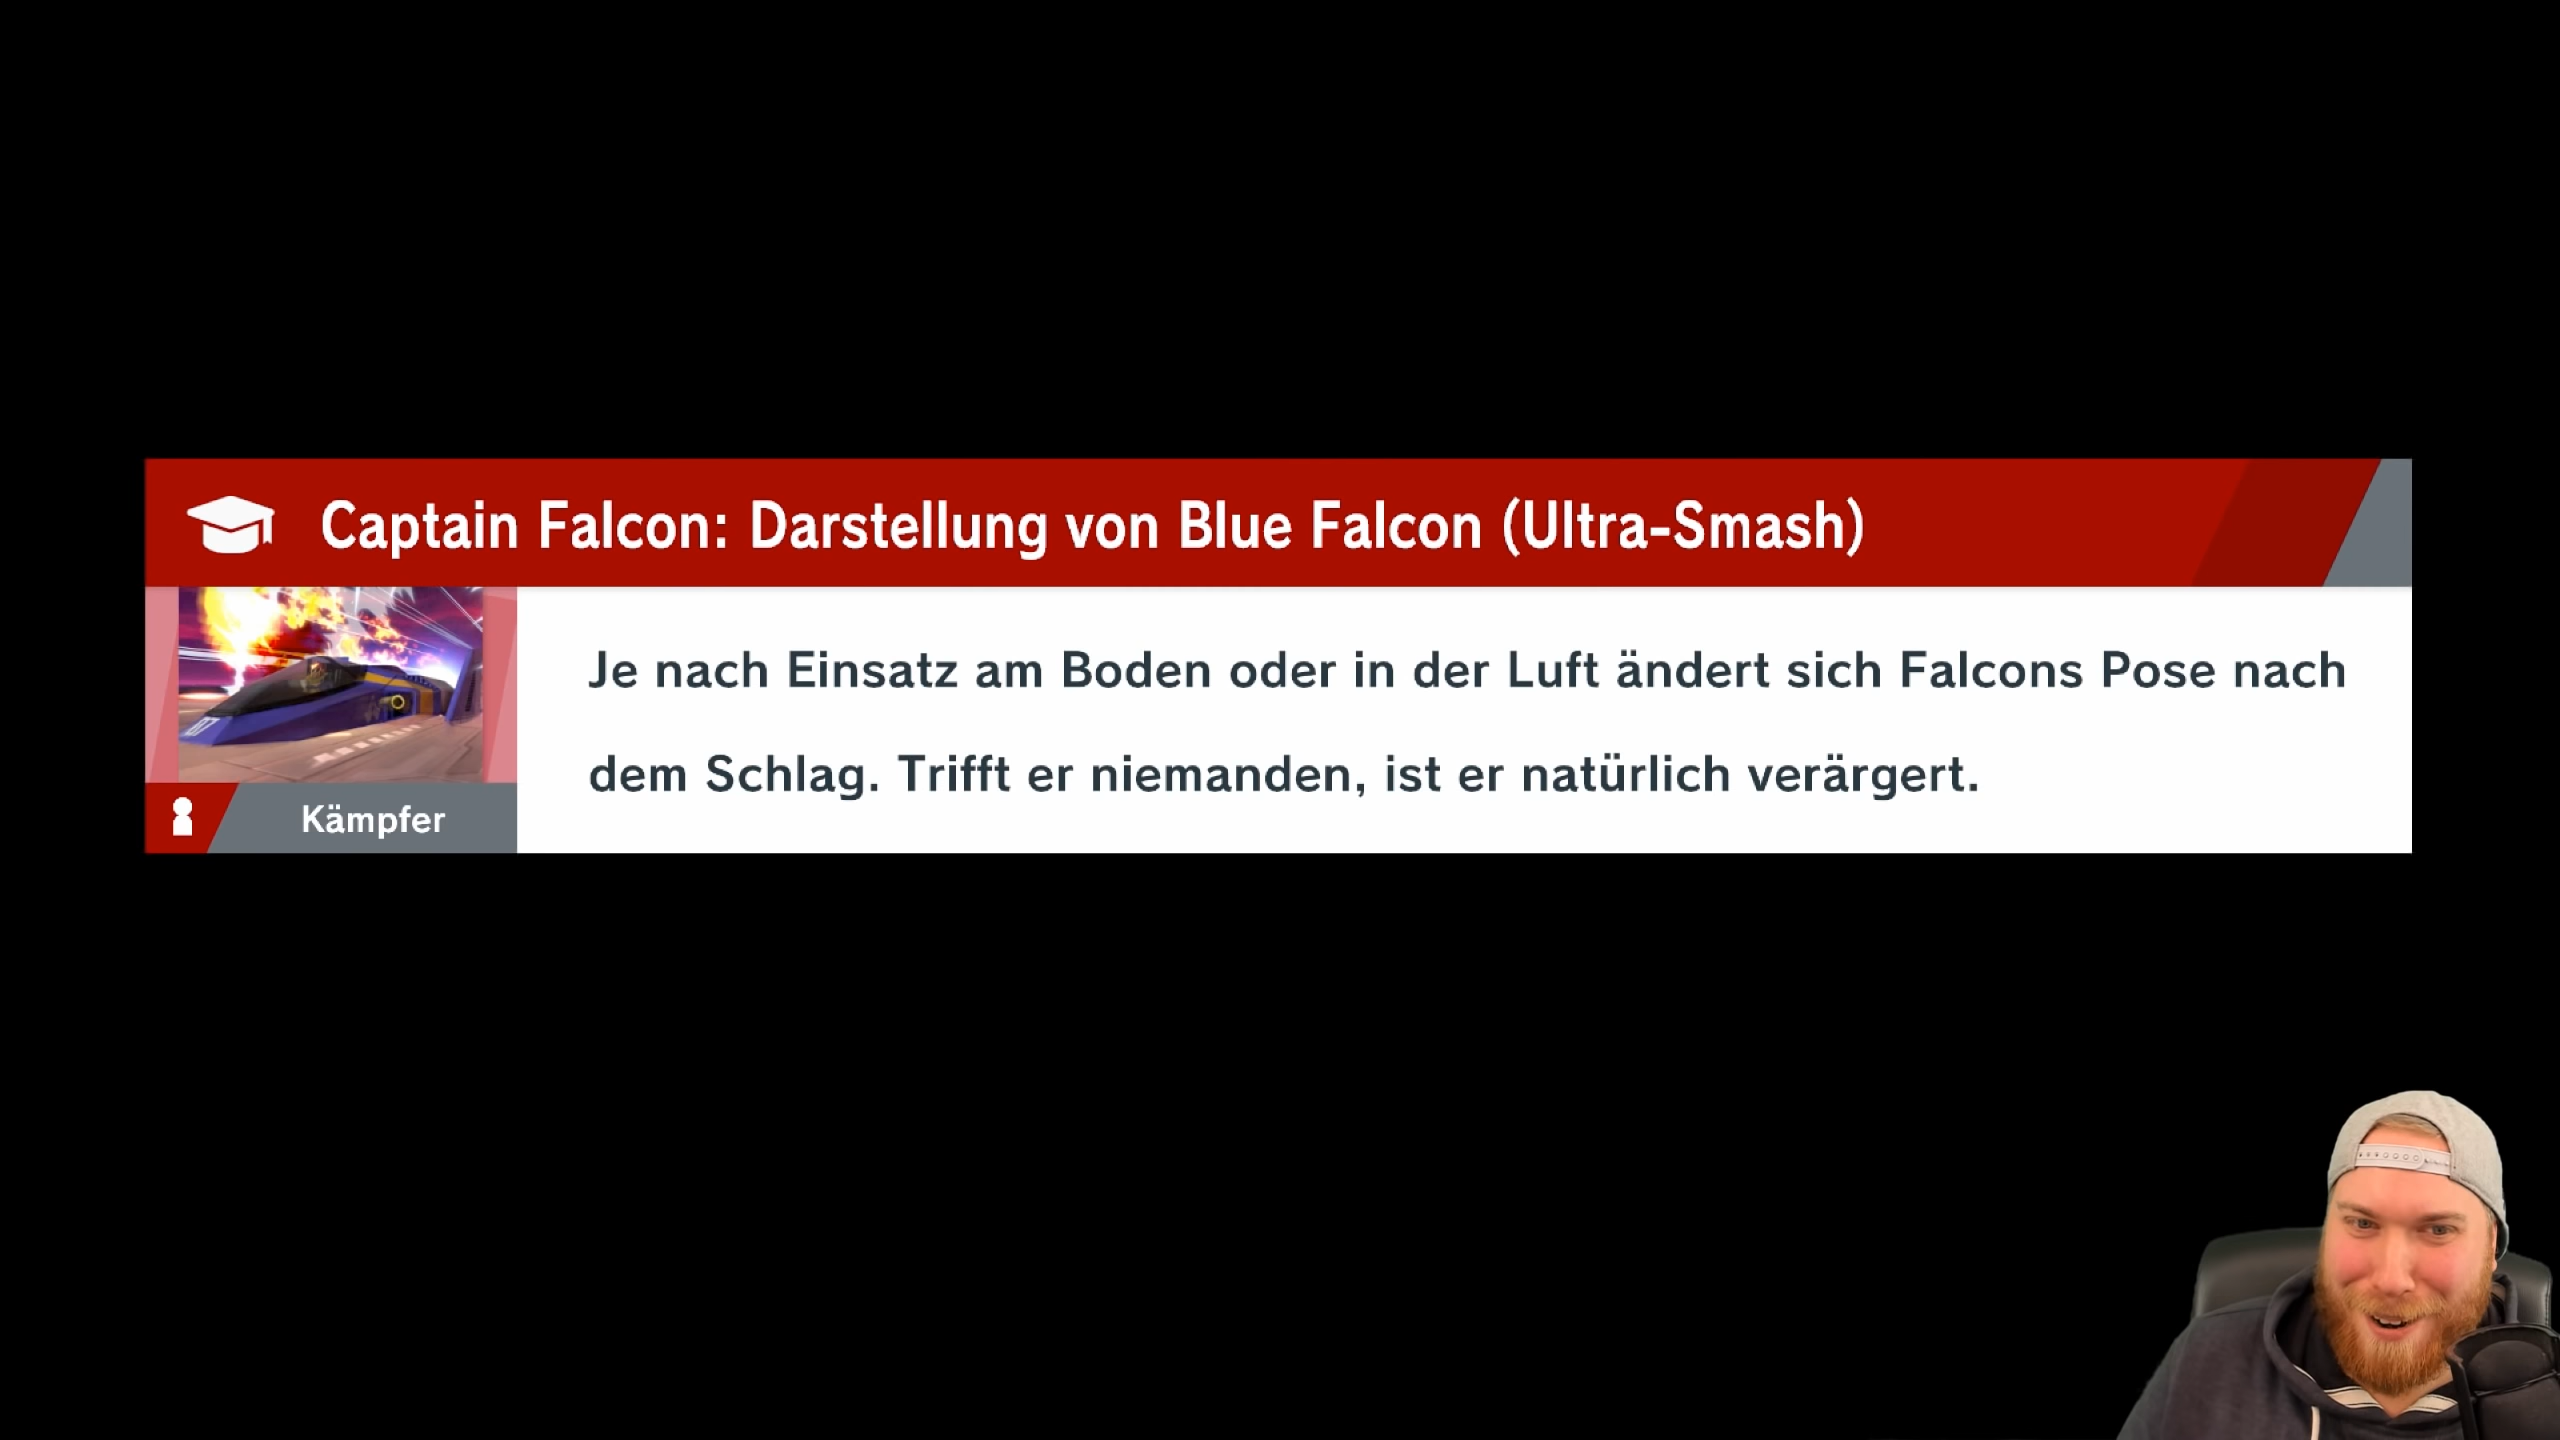 Captain Falcon: Darstellung von Blue Falcon (Ultra-Smash)
Je nach Einsatz am Boden oder in der Luft ändert sich Falcons Pose nach
dem Schlag. Trifft er niemanden, ist er natürlich verärgert.
07
Kämpfer